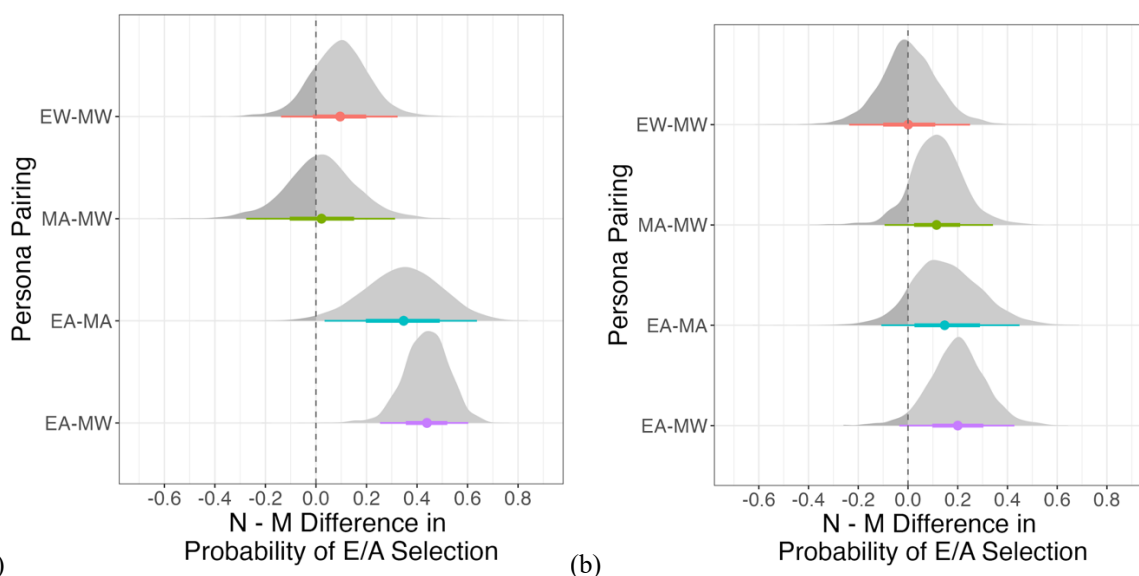 EW-MW
MA-MW
EA-MA
EA-MW
Persona Pairing
-0.6 -0.4 -0.2 0.0 0.2 0.4 0.6 0.8
N - M Difference in
Probability of E/A Selection
)
EW-MW
MA-MW
EA-MA
EA-MW
Persona Pairing
-0.6 -0.4 -0.2 0.0 0.2 0.4 0.6 0.8
N - M Difference in
Probability of E/A Selection
(b)